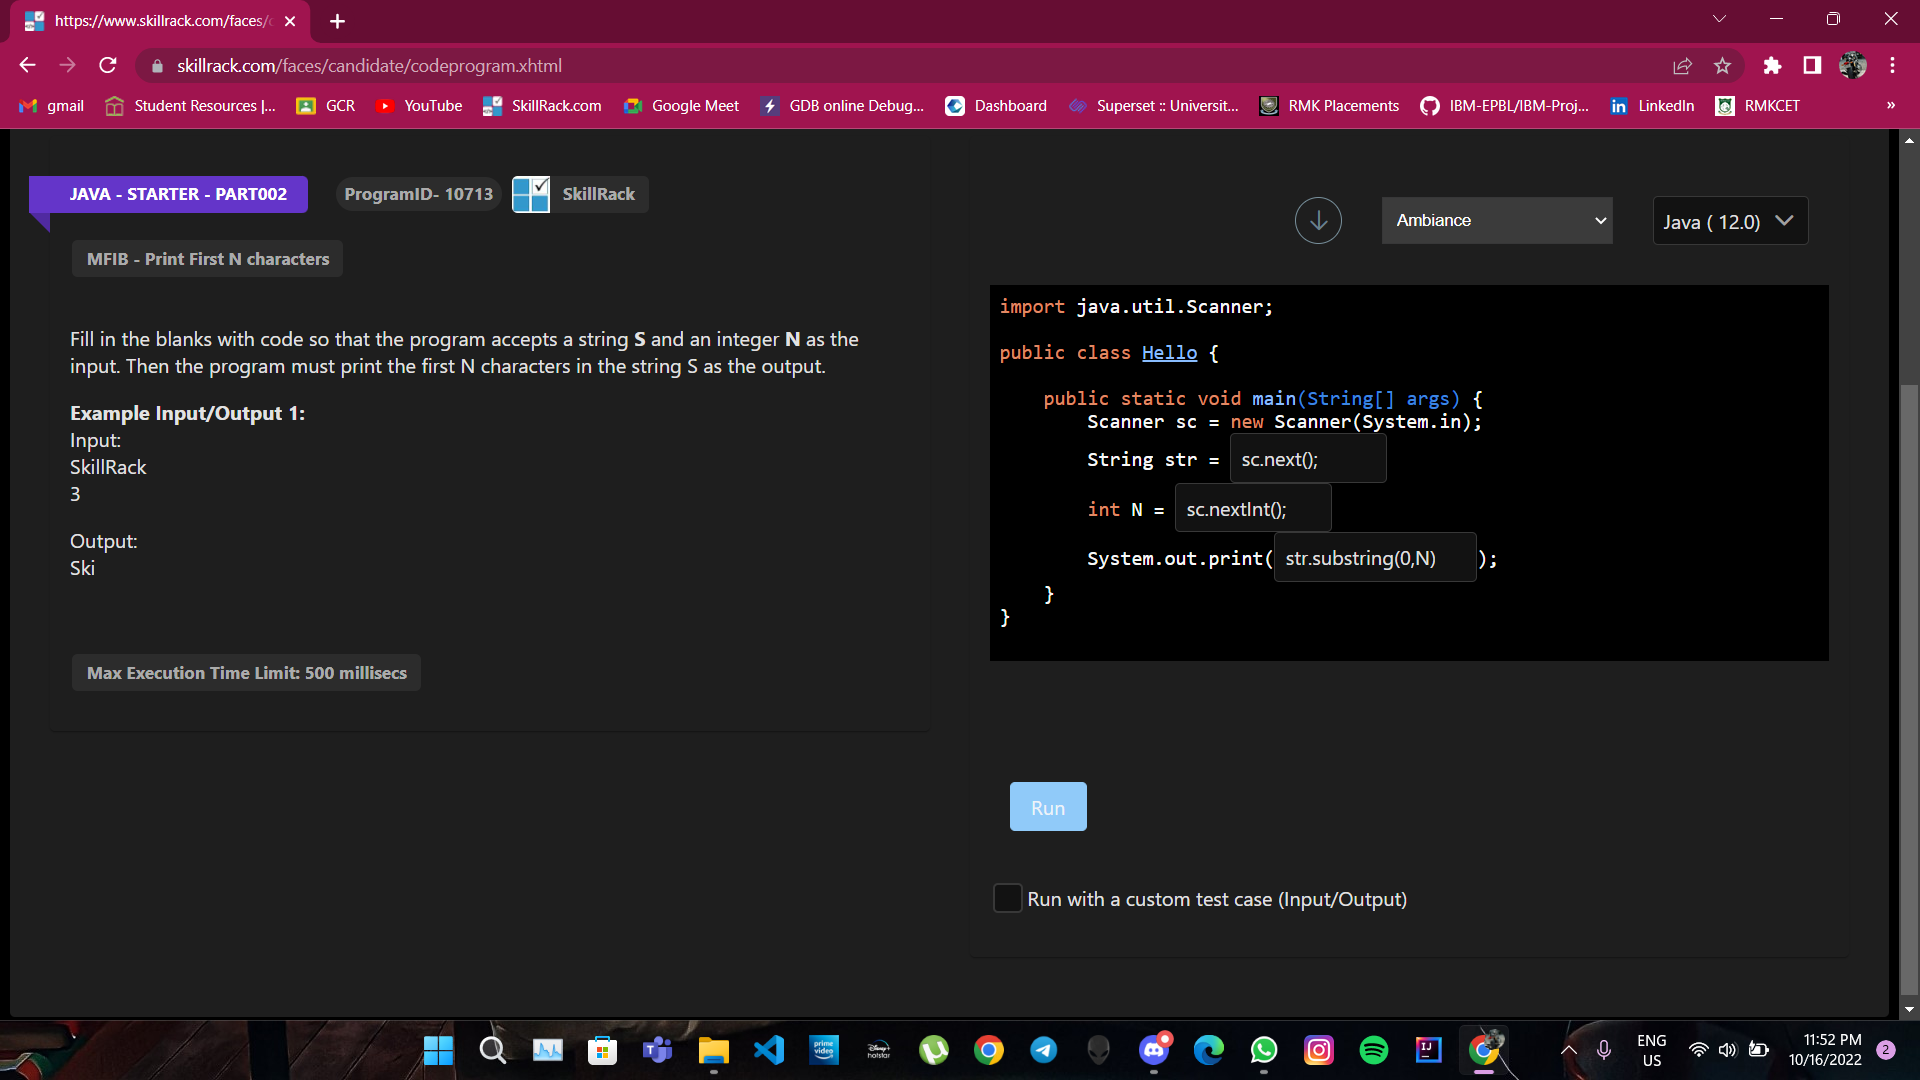 https://www.skillrack.com/faces/c
skillrack.com/faces/candidate/codeprogram.xhtml
gmail
Student Resources |...
GCR
YouTube
SkillRack.com
Google Meet
GDB online Debug...
Dashboard
Superset :: Universit...
RMK Placements
IBM-EPBL/IBM-Proj...
LinkedIn
RMKCET
»
JAVA - STARTER - PART002
ProgramID- 10713
SkillRack
MFIB - Print First N characters
Fill in the blanks with code so that the program accepts a string S and an integer N as the
input. Then the program must print the first N characters in the string S as the output.
Example Input/Output 1:
Input:
SkillRack
3
Output:
Ski
Max Execution Time Limit: 500 millisecs
Ambiance
Java ( 12.0)
import java.util.Scanner;
public class Hello {
public static void main(String[] args) {
Scanner sc = new Scanner(System.in);
String str = sc.next();
int N = sc.nextInt();
System.out.print( str.substring(0,N) );
}
}
Run
Run with a custom test case (Input/Output)
prime video
Disney+ hotstar
IJ
ENG
US
11:52 PM
10/16/2022
2